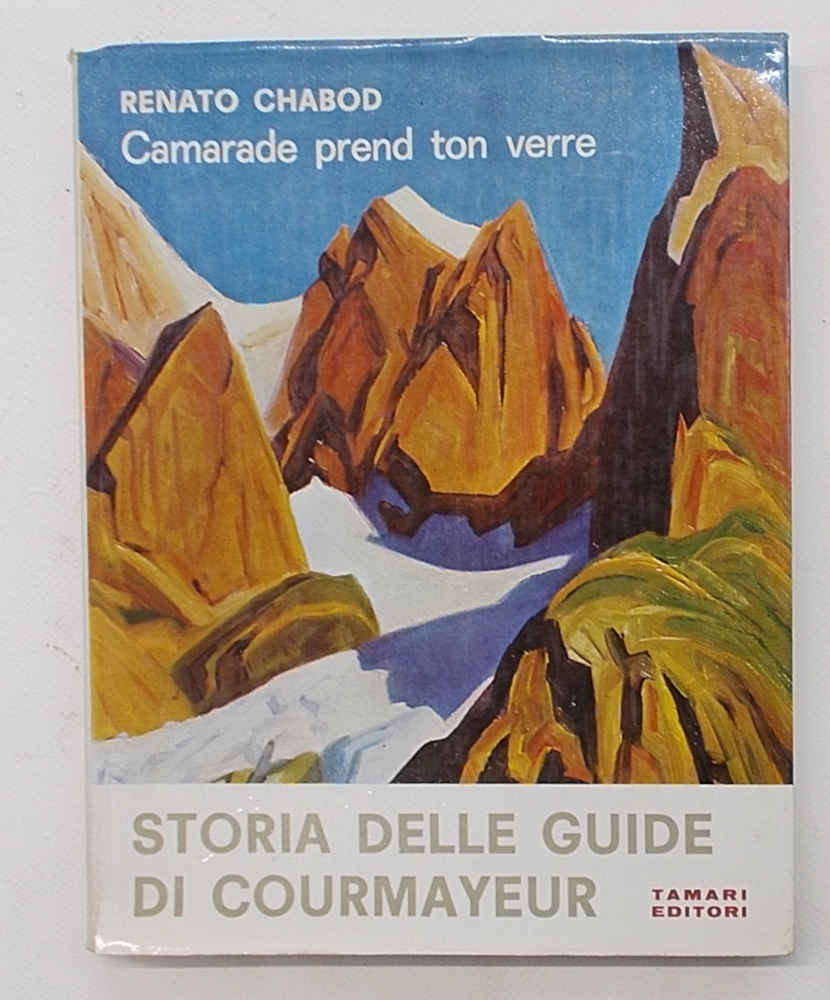 RENATO CHABOD
Camarade prend ton verre
STORIA DELLE GUIDE
DI COURMAYEUR
TAMARI
EDITORI